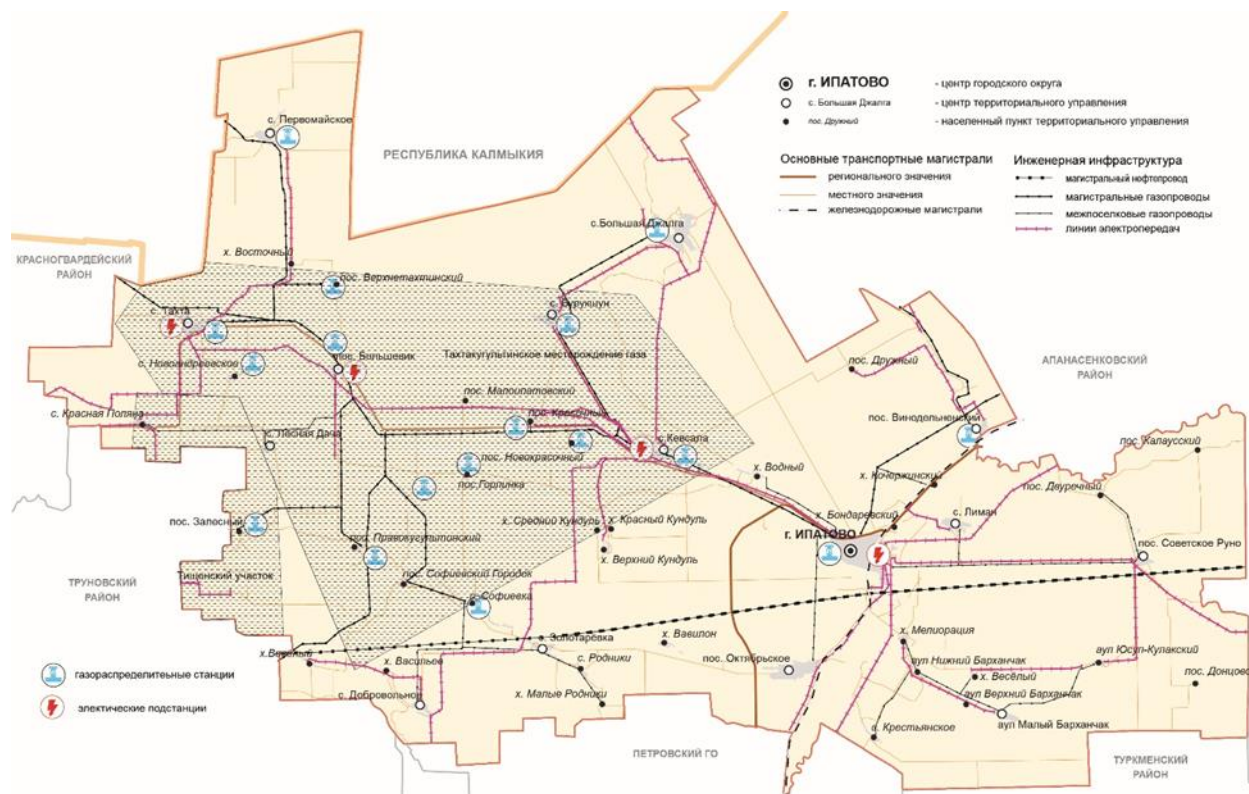 г. ИПАТОВО - центр городского округа
с. Большая Джалга - центр территориального управления
пос. Дружный - населенный пункт территориального управления
Основные транспортные магистрали
регионального значения
местного значения
железнодорожные магистрали
Инженерная инфраструктура
магистральный нефтепровод
магистральные газопроводы
межпоселковые газопроводы
линии электропередач
с. Первомайское
РЕСПУБЛИКА КАЛМЫКИЯ
с.Большая Джалга
х. Восточный
КРАСНОГВАРДЕЙСКИЙ
РАЙОН
пос. Верхнетахтинский
с. Тахта
с. Бурукшун
Тахтакугультинское месторождение газа
пос. Большевик
с. Новоандреевское
пос. Дружный
АПАНАСЕНКОВСКИЙ
РАЙОН
пос. Малоипатовский
с. Красная Поляна
пос. Красочный
пос. Винодельненский
с. Лесная Дача
с.Кевсала
пос. Калаусский
пос. Новокрасочный
х. Водный
х. Кочержинский
пос.Горлинка
пос. Двуречный
пос. Залесный
х. Средний Кундуль
х. Красный Кундуль
х. Бондаревский
с. Лиман
пос. Правокугультинский
г. ИПАТОВО
х. Верхний Кундуль
пос. Советское Руно
Тищенский участок
ТРУНОВСКИЙ
РАЙОН
пос. Софиевский Городок
с. Софиевка
х. Мелиорация
Золотаревка
х. Вавилон
х. Васильев
с. Родники
пос. Октябрьское
аул Нижний Барханчак
аул Юсуп-Кулакский
х. Весёлый
пос. Донцово
газораспределительные станции
с. Добровольное
х. Малые Родники
аул Верхний Барханчак
электические подстанции
аул Малый Барханчак
с. Крестьянское
ПЕТРОВСКИЙ ГО
ТУРКМЕНСКИЙ
РАЙОН